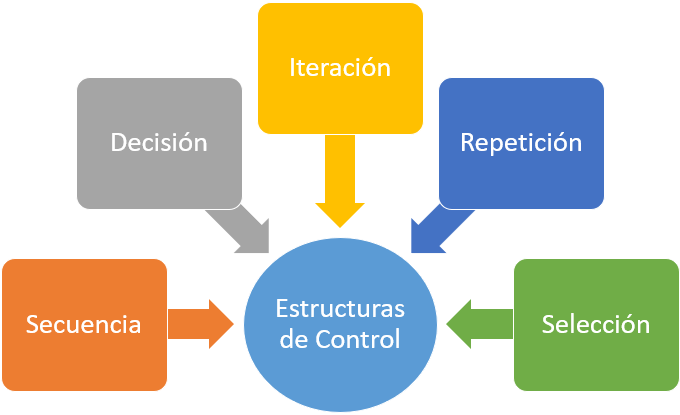 Iteración
Decisión
Repetición
Secuencia
Estructuras
de Control
Selección